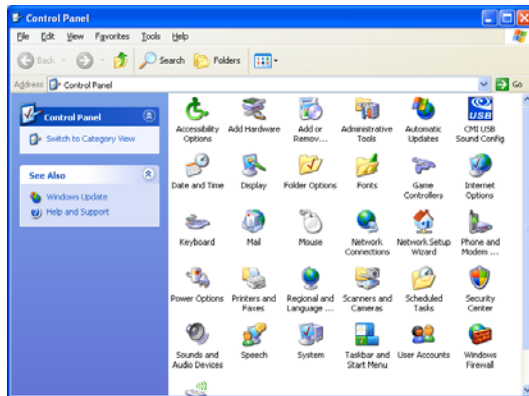 Control Panel
File Edit View Favorites Tools Help
Back Search Folders
Address Control Panel Go
Control Panel
Switch to Category View
See Also
Windows Update
Help and Support
Accessibility Options
Add Hardware
Add or Remov...
Administrative Tools
Automatic Updates
USB
CMI USB Sound Config
Date and Time
Display
Folder Options
Fonts
Game Controllers
Internet Options
Keyboard
Mail
Mouse
Network Connections
Network Setup Wizard
Phone and Modem ...
Power Options
Printers and Faxes
Regional and Language ...
Scanners and Cameras
Scheduled Tasks
Security Center
Sounds and Audio Devices
Speech
System
Taskbar and Start Menu
User Accounts
Windows Firewall